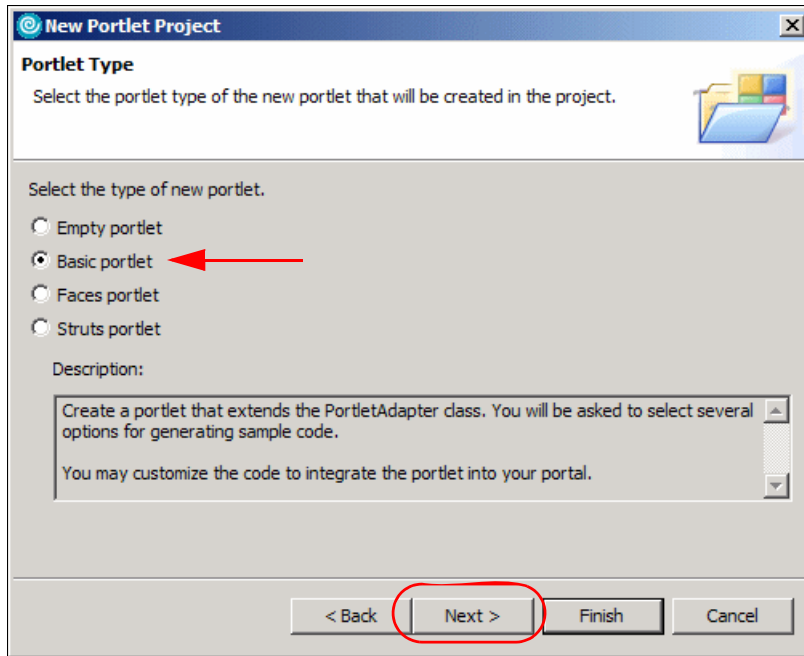 New Portlet Project
Portlet Type
Select the portlet type of the new portlet that will be created in the project.
Select the type of new portlet.
Empty portlet
Basic portlet
Faces portlet
Struts portlet
Description:
Create a portlet that extends the PortletAdapter class. You will be asked to select several
options for generating sample code.
You may customize the code to integrate the portlet into your portal.
< Back
Next >
Finish
Cancel